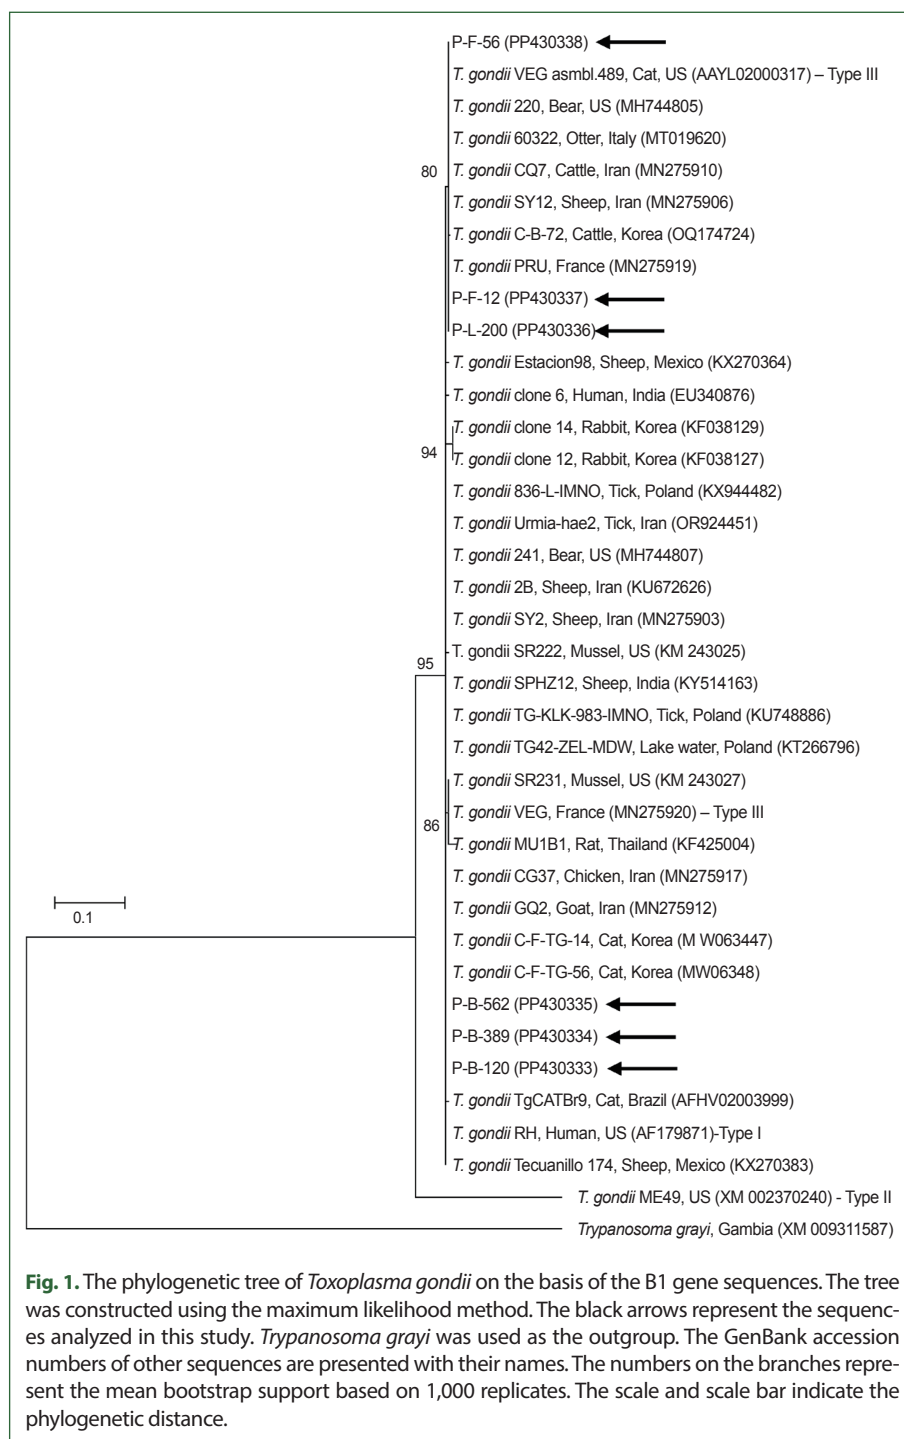 P-F-56 (PP430338)
T. gondii VEG asmbl.489, Cat, US (AAYL02000317) – Type III
T. gondii 220, Bear, US (MH744805)
T. gondii 60322, Otter, Italy (MT019620)
80
T. gondii CQ7, Cattle, Iran (MN275910)
T. gondii SY12, Sheep, Iran (MN275906)
T. gondii C-B-72, Cattle, Korea (OQ174724)
T. gondii PRU, France (MN275919)
P-F-12 (PP430337)
P-L-200 (PP430336)
T. gondii Estacion98, Sheep, Mexico (KX270364)
T. gondii clone 6, Human, India (EU340876)
T. gondii clone 14, Rabbit, Korea (KF038129)
94
T. gondii clone 12, Rabbit, Korea (KF038127)
T. gondii 836-L-IMNO, Tick, Poland (KX944482)
T. gondii Urmia-hae2, Tick, Iran (OR924451)
T. gondii 241, Bear, US (MH744807)
T. gondii 2B, Sheep, Iran (KU672626)
T. gondii SY2, Sheep, Iran (MN275903)
T. gondii SR222, Mussel, US (KM 243025)
95
T. gondii SPHZ12, Sheep, India (KY514163)
T. gondii TG-KLK-983-IMNO, Tick, Poland (KU748886)
T. gondii TG42-ZEL-MDW, Lake water, Poland (KT266796)
T. gondii SR231, Mussel, US (KM 243027)
T. gondii VEG, France (MN275920) – Type III
86
T. gondii MU1B1, Rat, Thailand (KF425004)
T. gondii CG37, Chicken, Iran (MN275917)
T. gondii GQ2, Goat, Iran (MN275912)
0.1
T. gondii C-F-TG-14, Cat, Korea (M W063447)
T. gondii C-F-TG-56, Cat, Korea (MW06348)
P-B-562 (PP430335)
P-B-389 (PP430334)
P-B-120 (PP430333)
T. gondii TgCATBr9, Cat, Brazil (AFHV02003999)
T. gondii RH, Human, US (AF179871)-Type I
T. gondii Tecuanillo 174, Sheep, Mexico (KX270383)
T. gondii ME49, US (XM 002370240) - Type II
Trypanosoma grayi, Gambia (XM 009311587)
Fig. 1. The phylogenetic tree of Toxoplasma gondii on the basis of the B1 gene sequences. The tree
was constructed using the maximum likelihood method. The black arrows represent the sequenc-
es analyzed in this study. Trypanosoma grayi was used as the outgroup. The GenBank accession
numbers of other sequences are presented with their names. The numbers on the branches repre-
sent the mean bootstrap support based on 1,000 replicates. The scale and scale bar indicate the
phylogenetic distance.